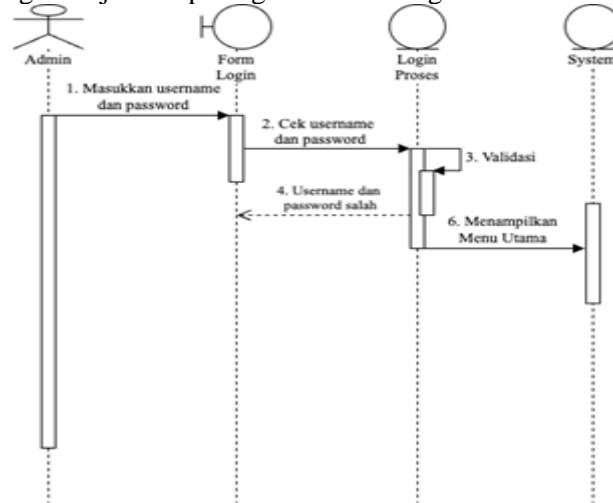 Admin
Form
Login
Login
Proses
System
1. Masukkan username
dan password
2. Cek username
dan password
3. Validasi
4. Username dan
password salah
6. Menampilkan
Menu Utama